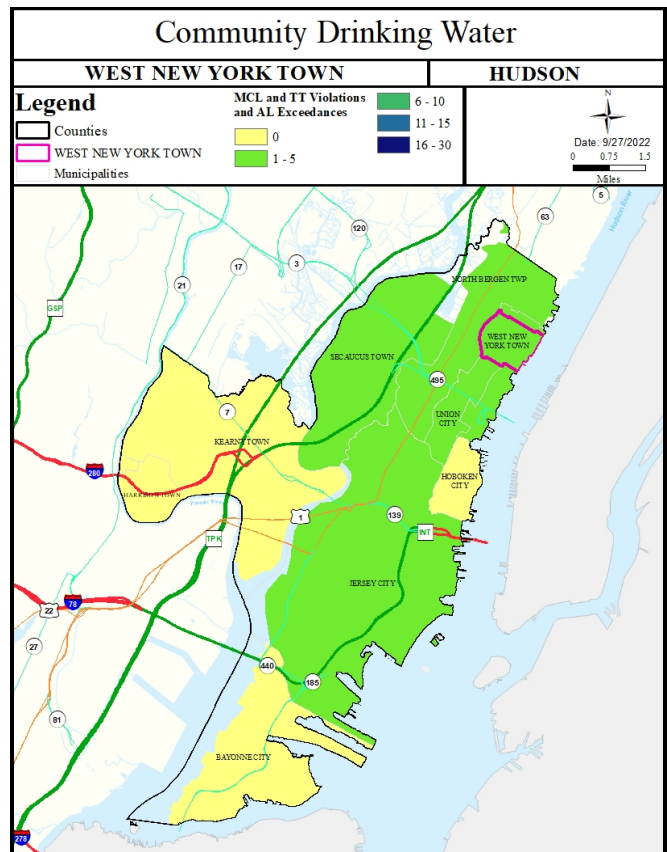 Community Drinking Water
WEST NEW YORK TOWN
HUDSON
Legend
Counties
WEST NEW YORK TOWN
Municipalities
MCL and TT Violations
and AL Exceedances
0
1 - 5
6 - 10
11 - 15
16 - 30
N
Date: 9/27/2022
0 0.75 1.5
Miles
5
Hudson River
63
120
3
17
21
GSP
NORTH BERGEN TWP
WEST NEW
YORK TOWN
SECAUCUS TOWN
495
7
UNION
CITY
KEARNY TOWN
HOBOKEN
CITY
280
HARRISON TOWN
1
139
INT
TPK
JERSEY CITY
78
22
27
440
185
81
BAYONNE CITY
278